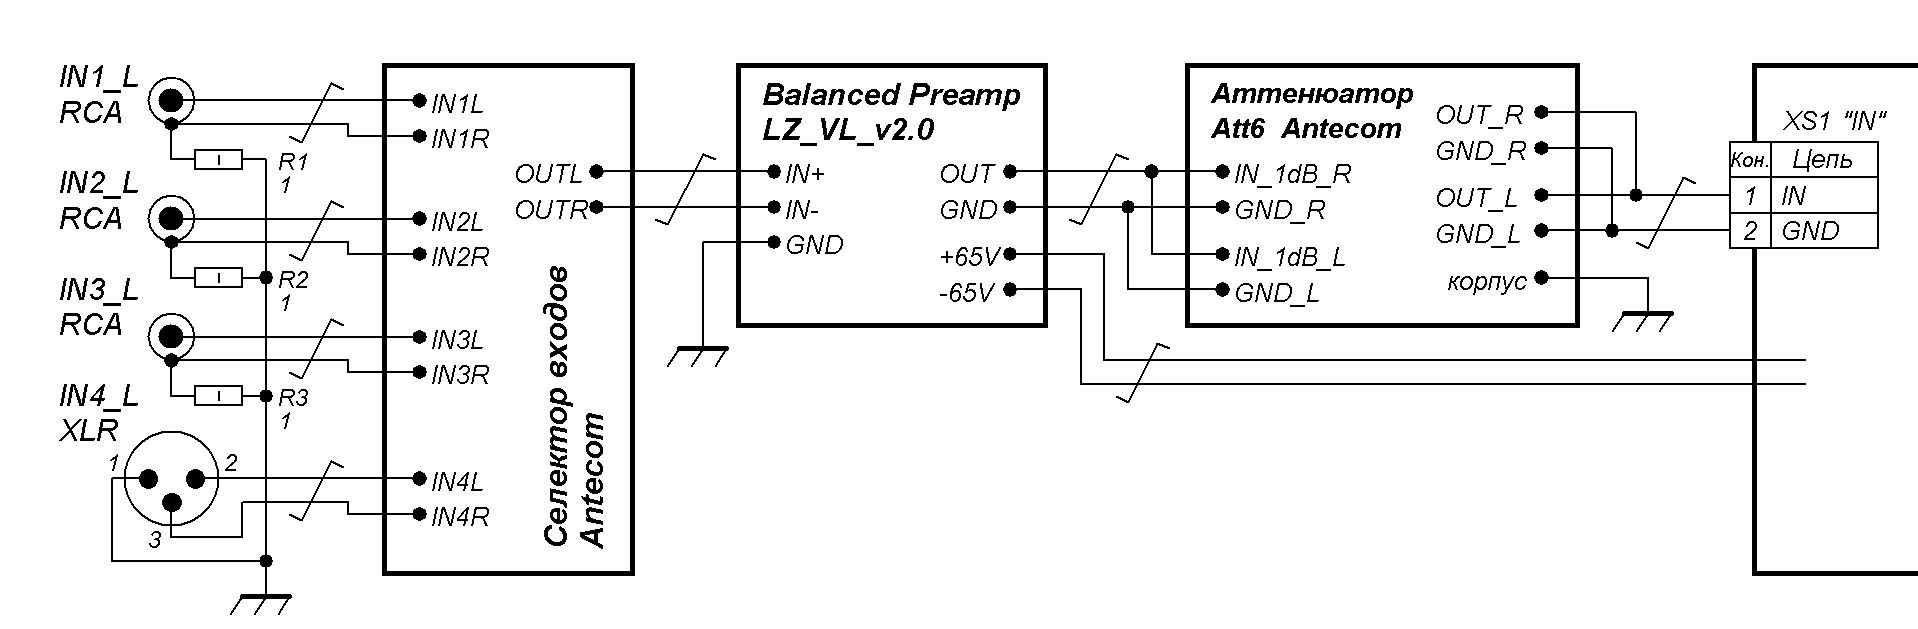 IN1_L
RCA
R1
1
IN2_L
RCA
R2
1
IN3_L
RCA
R3
1
IN4_L
XLR
1
2
3
IN1L
IN1R
IN2L
IN2R
IN3L
IN3R
IN4L
IN4R
OUTL
OUTR
Селектор входов
Antecom
Balanced Preamp
LZ_VL_v2.0
IN+
IN-
GND
OUT
GND
+65V
-65V
Аттенюатор
Att6 Antecom
IN_1dB_R
GND_R
IN_1dB_L
GND_L
OUT_R
GND_R
OUT_L
GND_L
корпус
XS1 "IN"
Кон. Цепь
1 IN
2 GND